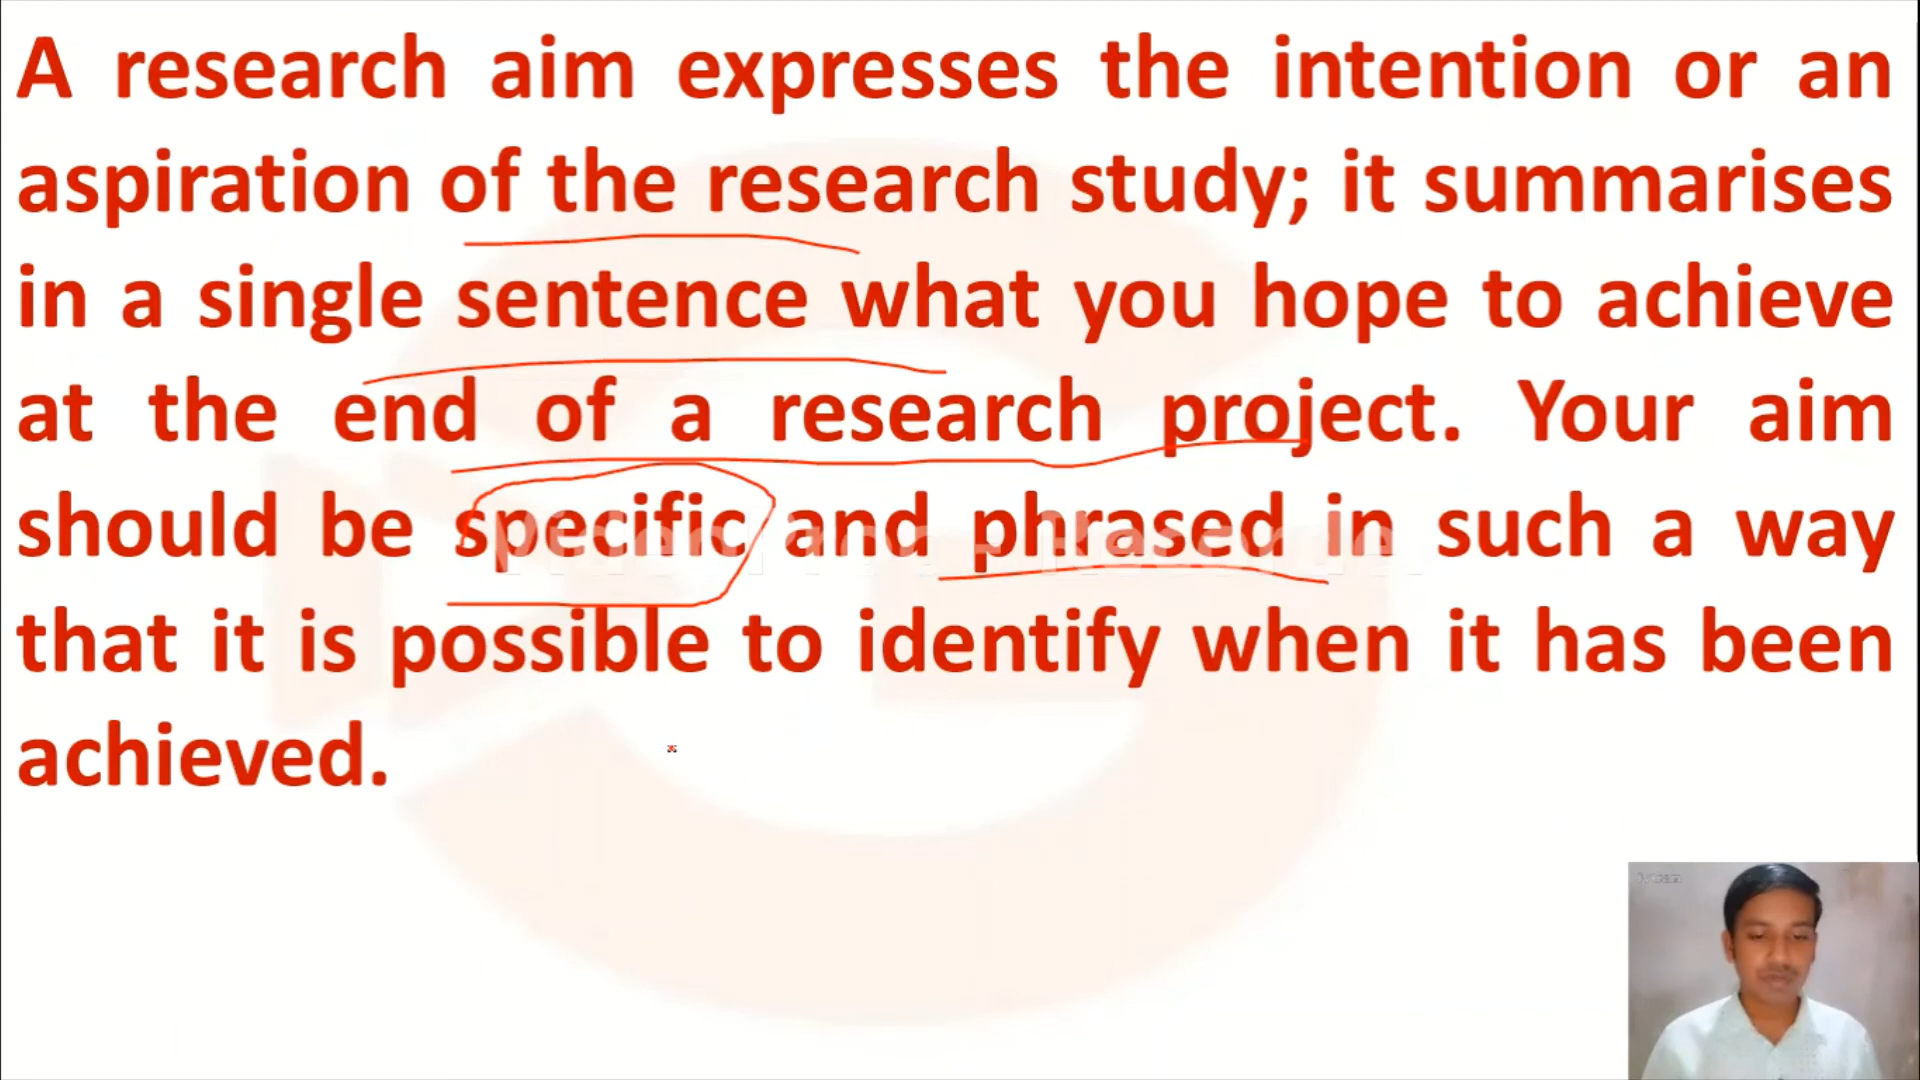 A research aim expresses the intention or an
aspiration of the research study; it summarises
in a single sentence what you hope to achieve
at the end of a research project. Your aim
should be specific and phrased in such a way
that it is possible to identify when it has been
achieved.